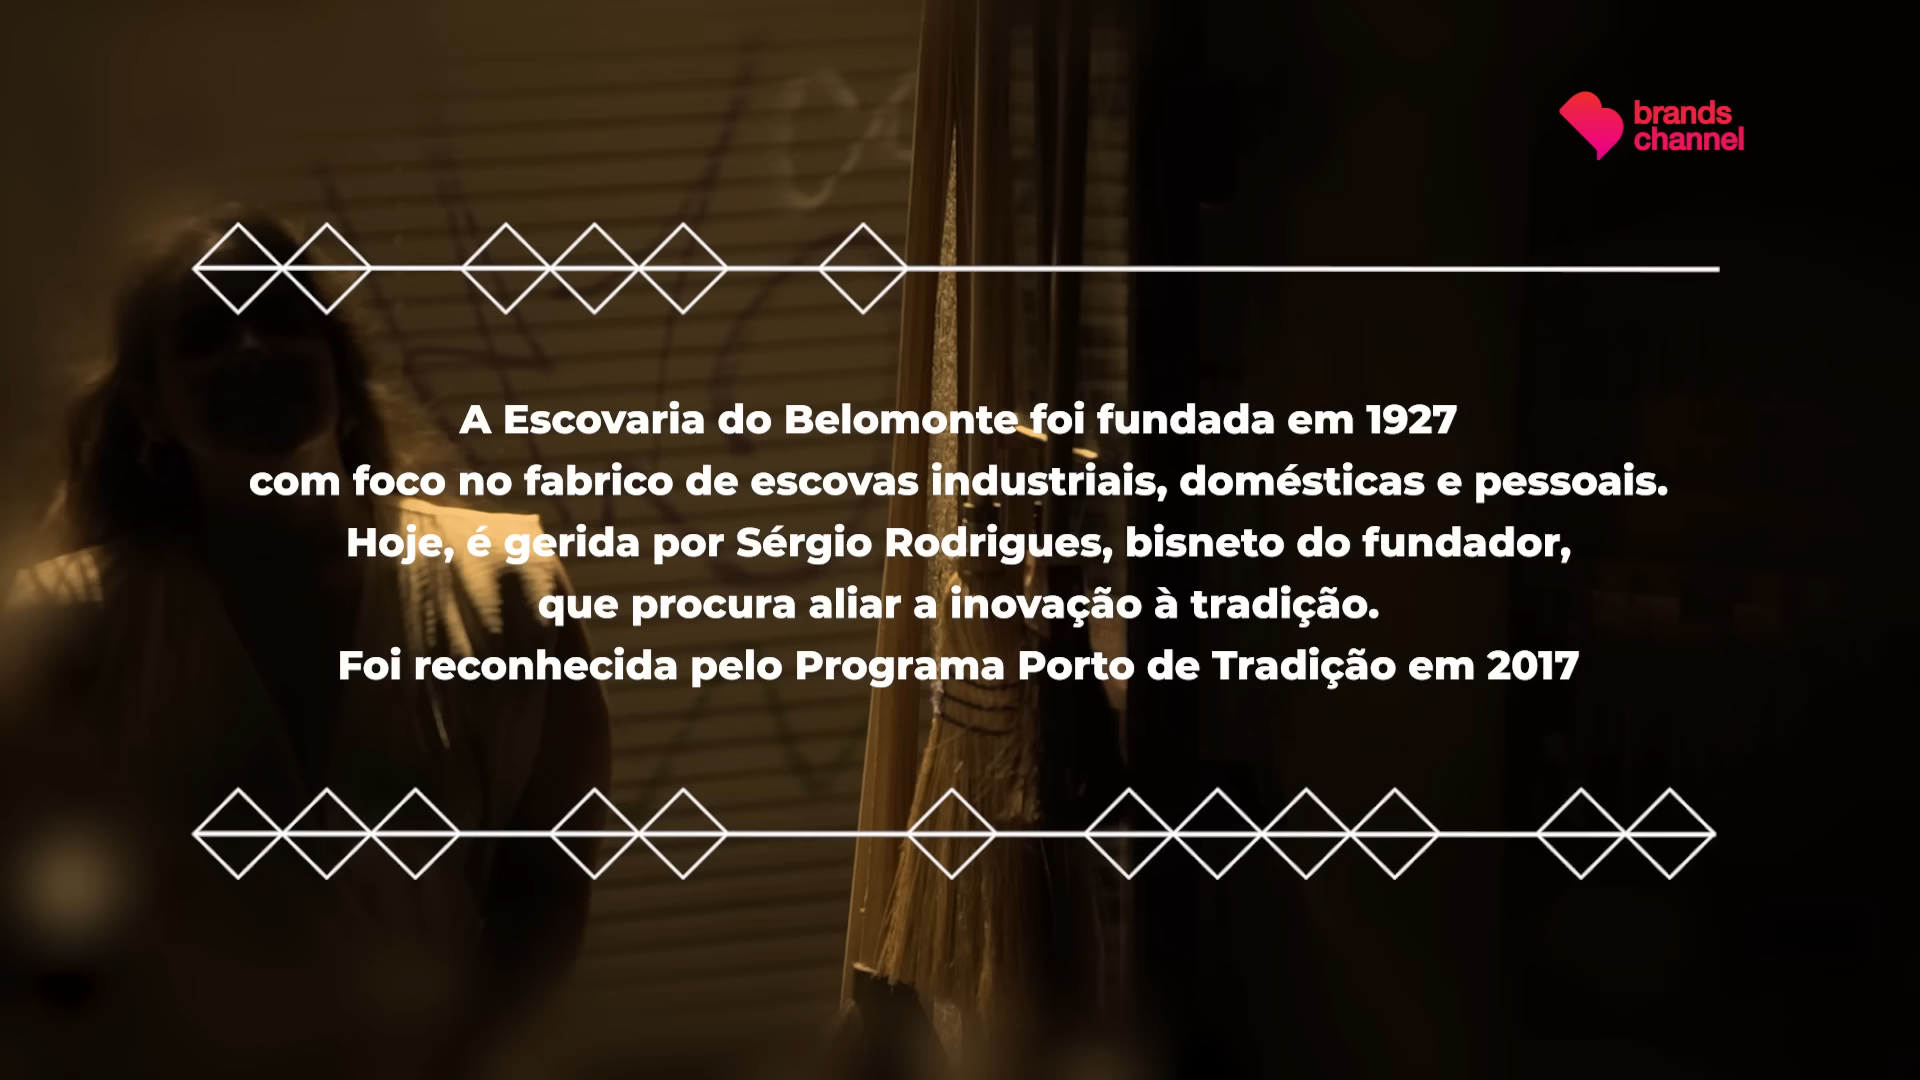 brands
channel
A Escovaria do Belomonte foi fundada em 1927
com foco no fabrico de escovas industriais, domésticas e pessoais.
Hoje, é gerida por Sérgio Rodrigues, bisneto do fundador,
que procura aliar a inovação à tradição.
Foi reconhecida pelo Programa Porto de Tradição em 2017